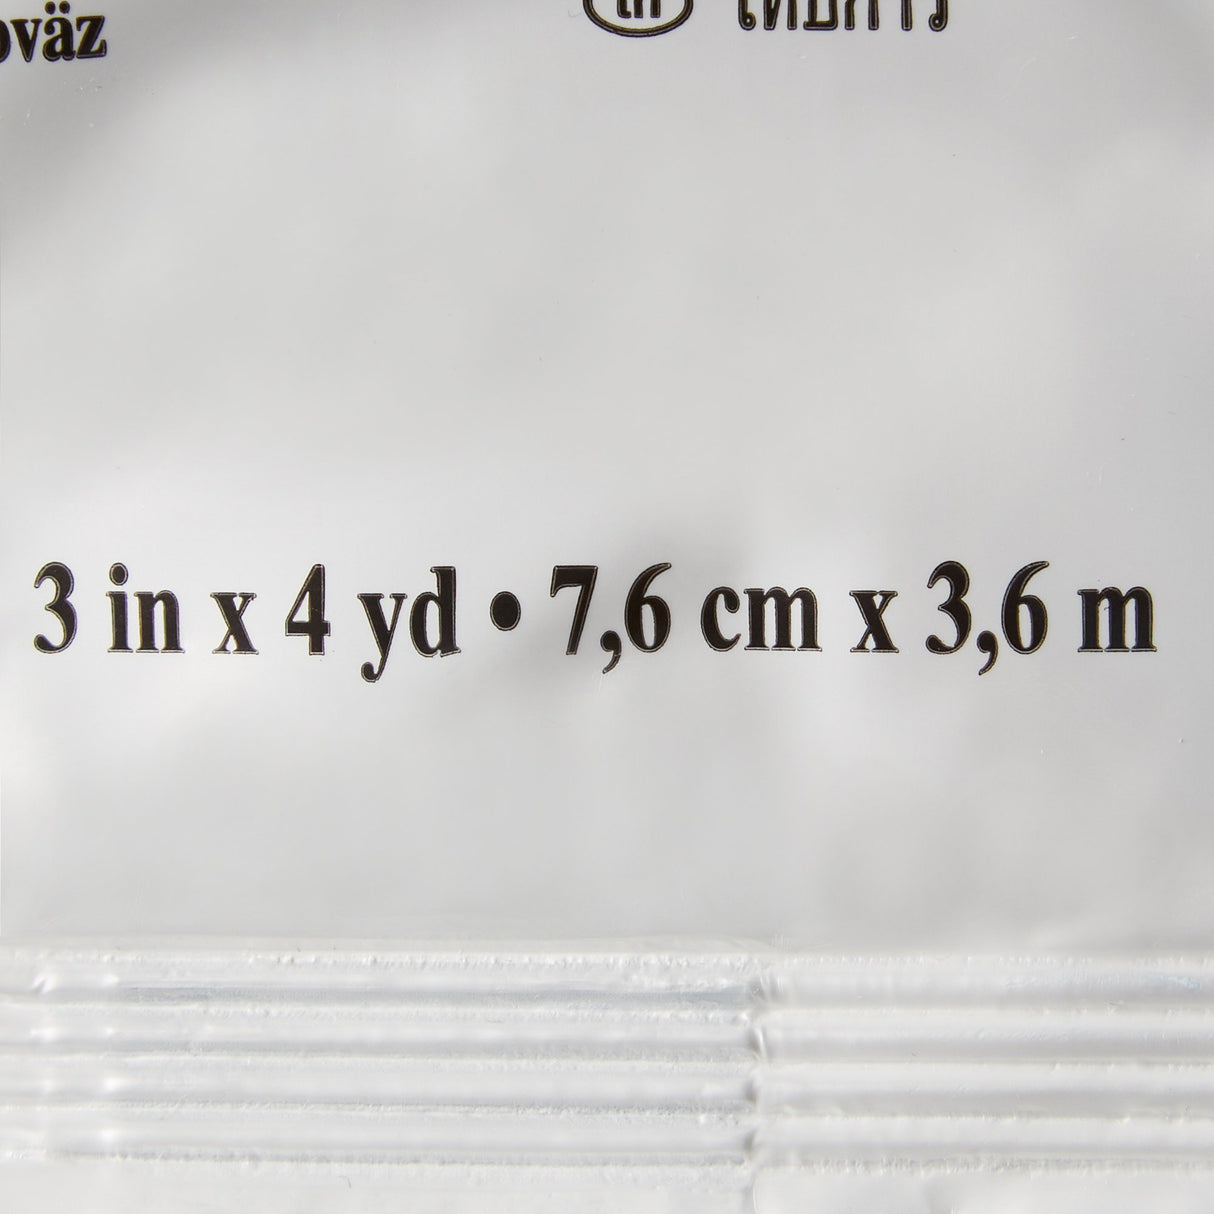 3 in x 4 yd • 7,6 cm x 3,6 m